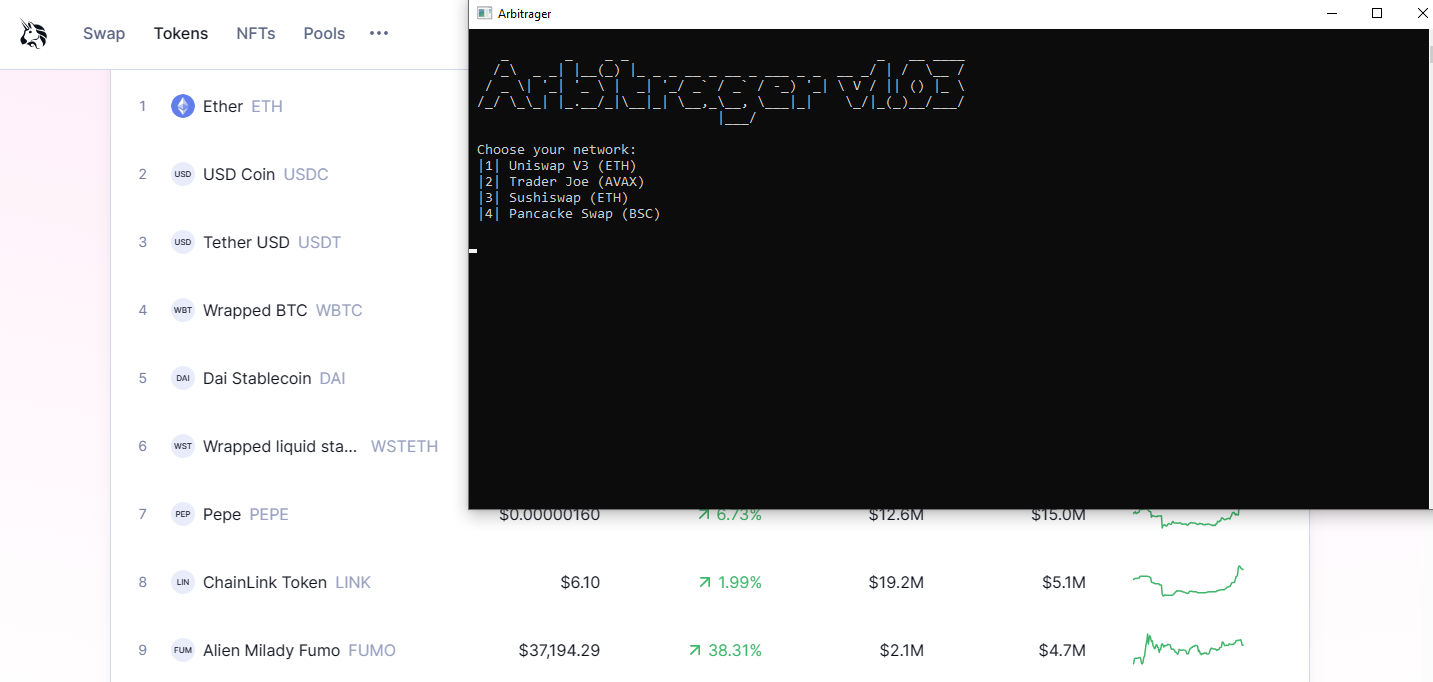 Swap Tokens NFTs Pools •••
1 Ether ETH
2 USD USD Coin USDC
3 USD Tether USD USDT
4 WBT Wrapped BTC WBTC
5 DAI Dai Stablecoin DAI
6 WST Wrapped liquid sta... WSTETH
7 PEP Pepe PEPE $0.00000160 6.73% $12.6M $15.0M
8 LIN ChainLink Token LINK $6.10 1.99% $19.2M $5.1M
9 FUM Alien Milady Fumo FUMO $37,194.29 38.31% $2.1M $4.7M
Arbitrager
Arbitrager v1.03
Choose your network:
|1| Uniswap V3 (ETH)
|2| Trader Joe (AVAX)
|3| Sushiswap (ETH)
|4| Pancacke Swap (BSC)